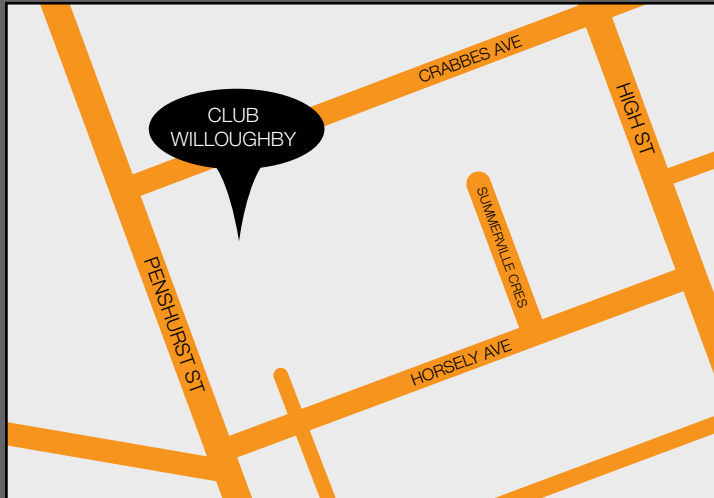 CRABBES AVE
HIGH ST
CLUB
WILLOUGHBY
SUMMERVILLE CRES
PENSHURST ST
HORSELY AVE